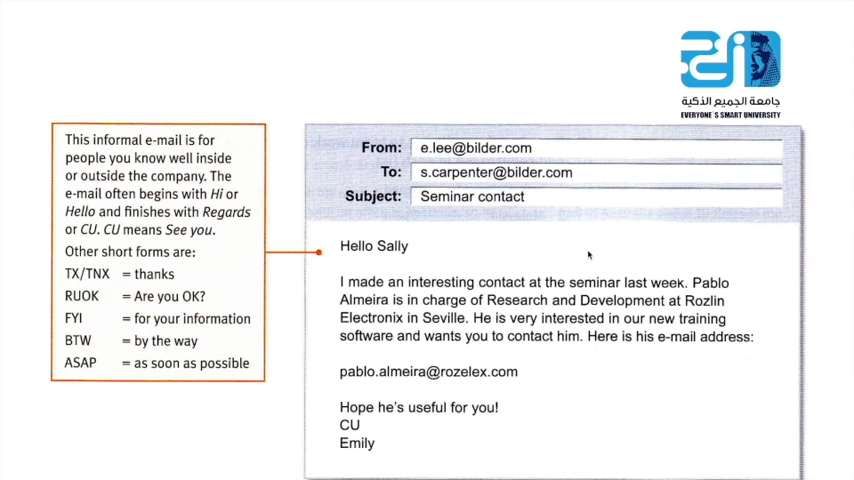 جامعة الجميع الذكية
EVERYONE'S SMART UNIVERSITY
This informal e-mail is for
people you know well inside
or outside the company. The
e-mail often begins with Hi or
Hello and finishes with Regards
or CU. CU means See you.
Other short forms are:
TX/TNX = thanks
RUOK = Are you OK?
FYI = for your information
BTW = by the way
ASAP = as soon as possible
From: e.lee@bilder.com
To: s.carpenter@bilder.com
Subject: Seminar contact
Hello Sally
I made an interesting contact at the seminar last week. Pablo
Almeira is in charge of Research and Development at Rozlin
Electronix in Seville. He is very interested in our new training
software and wants you to contact him. Here is his e-mail address:
pablo.almeira@rozelex.com
Hope he's useful for you!
CU
Emily